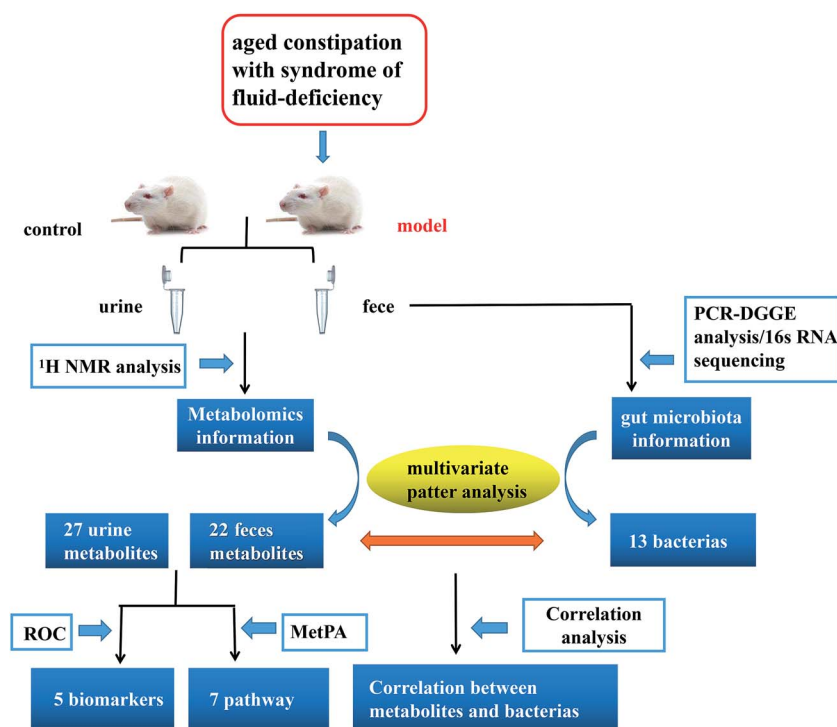 aged constipation
with syndrome of
fluid-deficiency
control
model
urine
fece
PCR-DGGE
analysis/16s RNA
sequencing
¹H NMR analysis
Metabolomics
information
gut microbiota
information
multivariate
patter analysis
27 urine
metabolites
22 feces
metabolites
13 bacterias
ROC
MetPA
Correlation
analysis
5 biomarkers
7 pathway
Correlation between
metabolites and bacterias